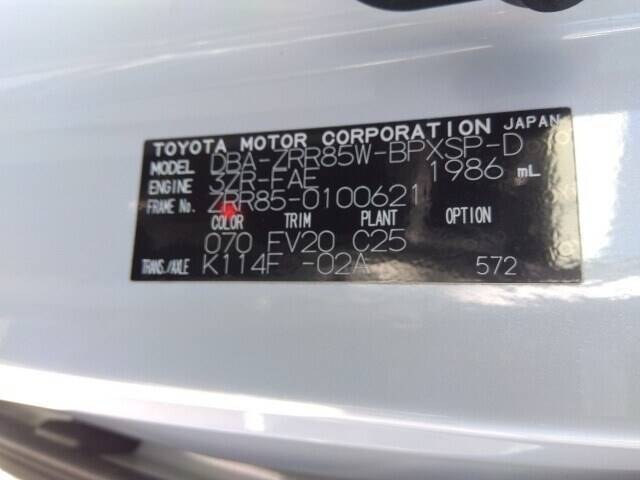 TOYOTA MOTOR CORPORATION JAPAN
MODEL DBA-ZRR85W-BPXSP-D
ENGINE 3ZR-FAE 1986 mL
FRAME No. ZRR85-0100621
COLOR TRIM PLANT OPTION
070 FV20 C25
TRANS./AXLE K114F -02A 572